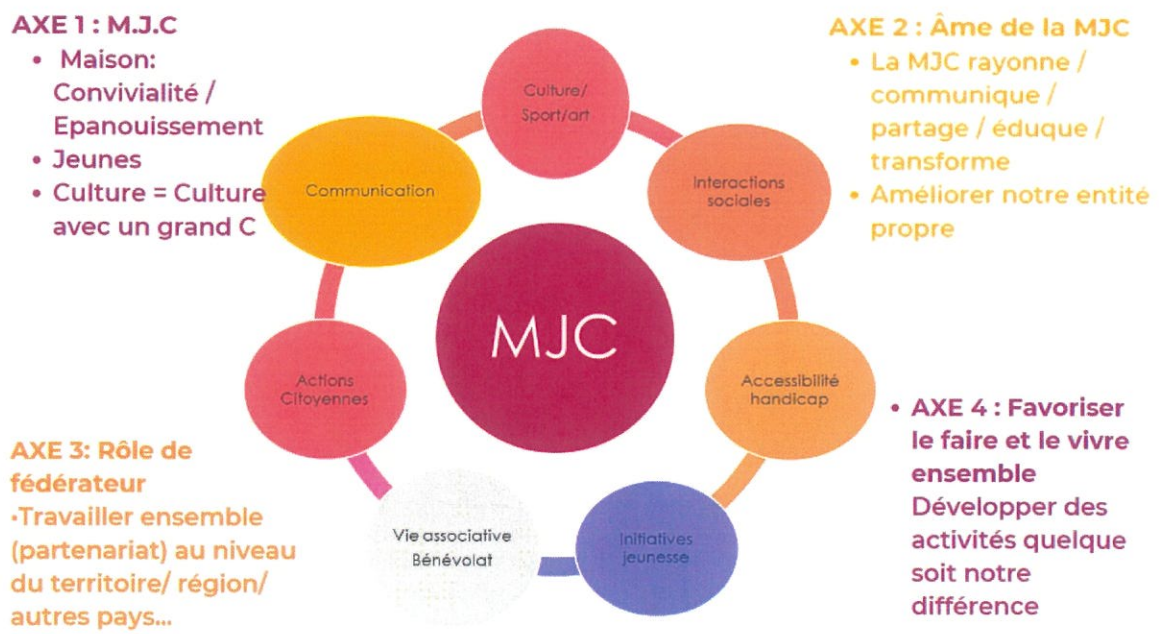 AXE 1 : M.J.C
• Maison:
Convivialité /
Epanouissement
• Jeunes
• Culture = Culture
avec un grand C
AXE 2 : Âme de la MJC
• La MJC rayonne /
communique /
partage / éduque /
transforme
• Améliorer notre entité
propre
Culture/
Sport/art
Communication
Interactions
sociales
MJC
Actions
Citoyennes
Accessibilité
handicap
Vie associative
Bénévolat
Initiatives
jeunesse
AXE 3: Rôle de
fédérateur
•Travailler ensemble
(partenariat) au niveau
du territoire/ région/
autres pays...
• AXE 4 : Favoriser
le faire et le vivre
ensemble
Développer des
activités quelque
soit notre
différence